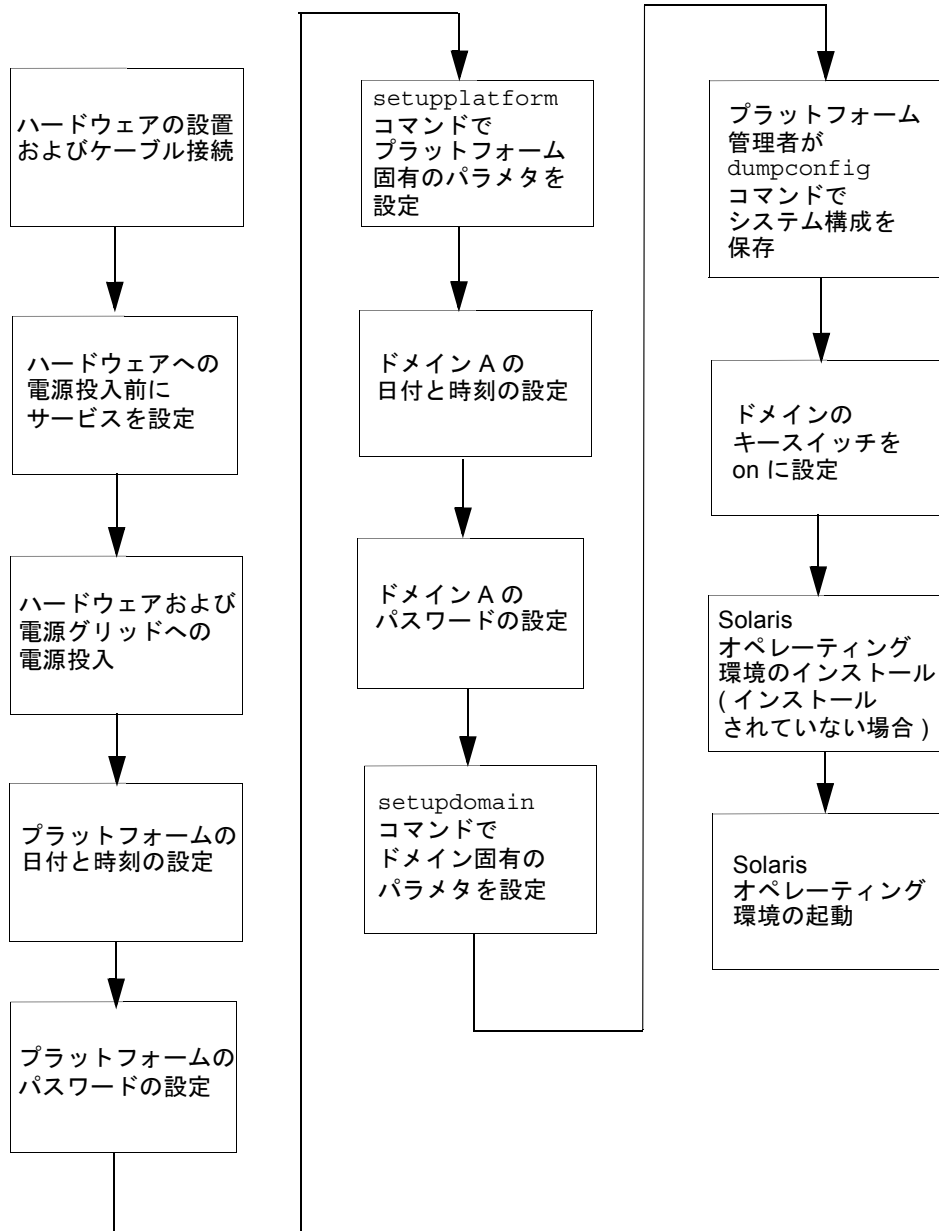 ハードウェアの設置
およびケーブル接続
ハードウェアへの
電源投入前に
サービスを設定
ハードウェアおよび
電源グリッドへの
電源投入
プラットフォームの
日付と時刻の設定
プラットフォームの
パスワードの設定
setupplatform
コマンドで
プラットフォーム
固有のパラメタを
設定
ドメイン A の
日付と時刻の設定
ドメイン A の
パスワードの設定
setupdomain
コマンドで
ドメイン固有の
パラメタを設定
プラットフォーム
管理者が
dumpconfig
コマンドで
システム構成を
保存
ドメインの
キースイッチを
on に設定
Solaris
オペレーティング
環境のインストール
( インストール
されていない場合 )
Solaris
オペレーティング
環境の起動